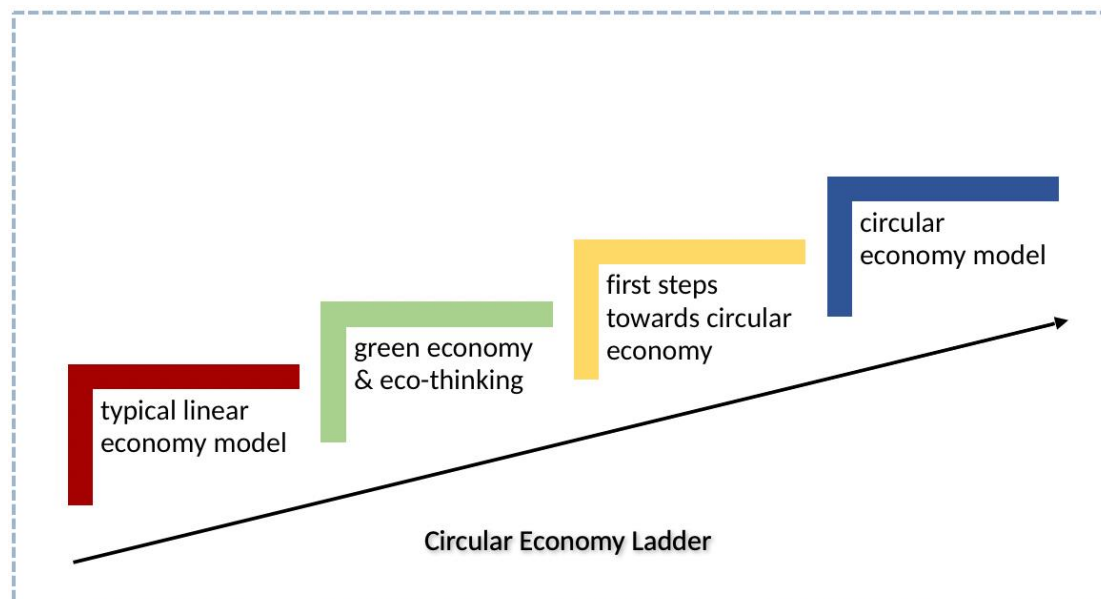 typical linear
economy model
green economy
& eco-thinking
first steps
towards circular
economy
circular
economy model
Circular Economy Ladder